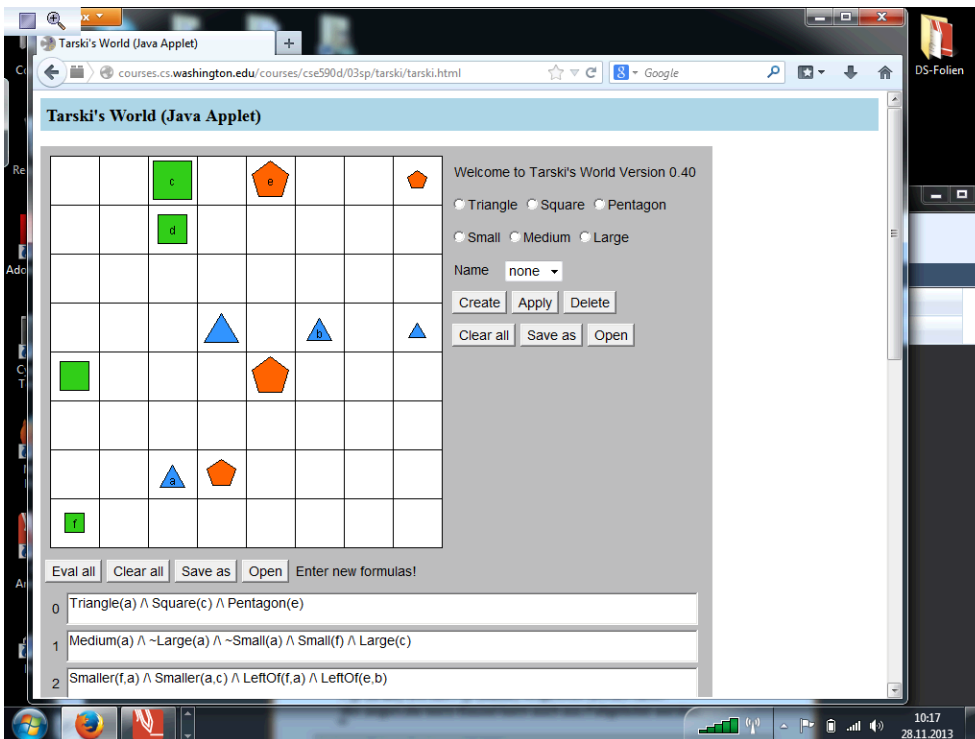 Tarski's World (Java Applet)
courses.cs.washington.edu/courses/cse590d/03sp/tarski/tarski.html
Google
DS-Folien
Tarski's World (Java Applet)
c
e
Welcome to Tarski's World Version 0.40
Triangle Square Pentagon
d
Small Medium Large
Name none
Create Apply Delete
b
Clear all Save as Open
a
f
Eval all Clear all Save as Open Enter new formulas!
0 Triangle(a) /\ Square(c) /\ Pentagon(e)
1 Medium(a) /\ ~Large(a) /\ ~Small(a) /\ Small(f) /\ Large(c)
2 Smaller(f,a) /\ Smaller(a,c) /\ LeftOf(f,a) /\ LeftOf(e,b)
10:17
28.11.2013